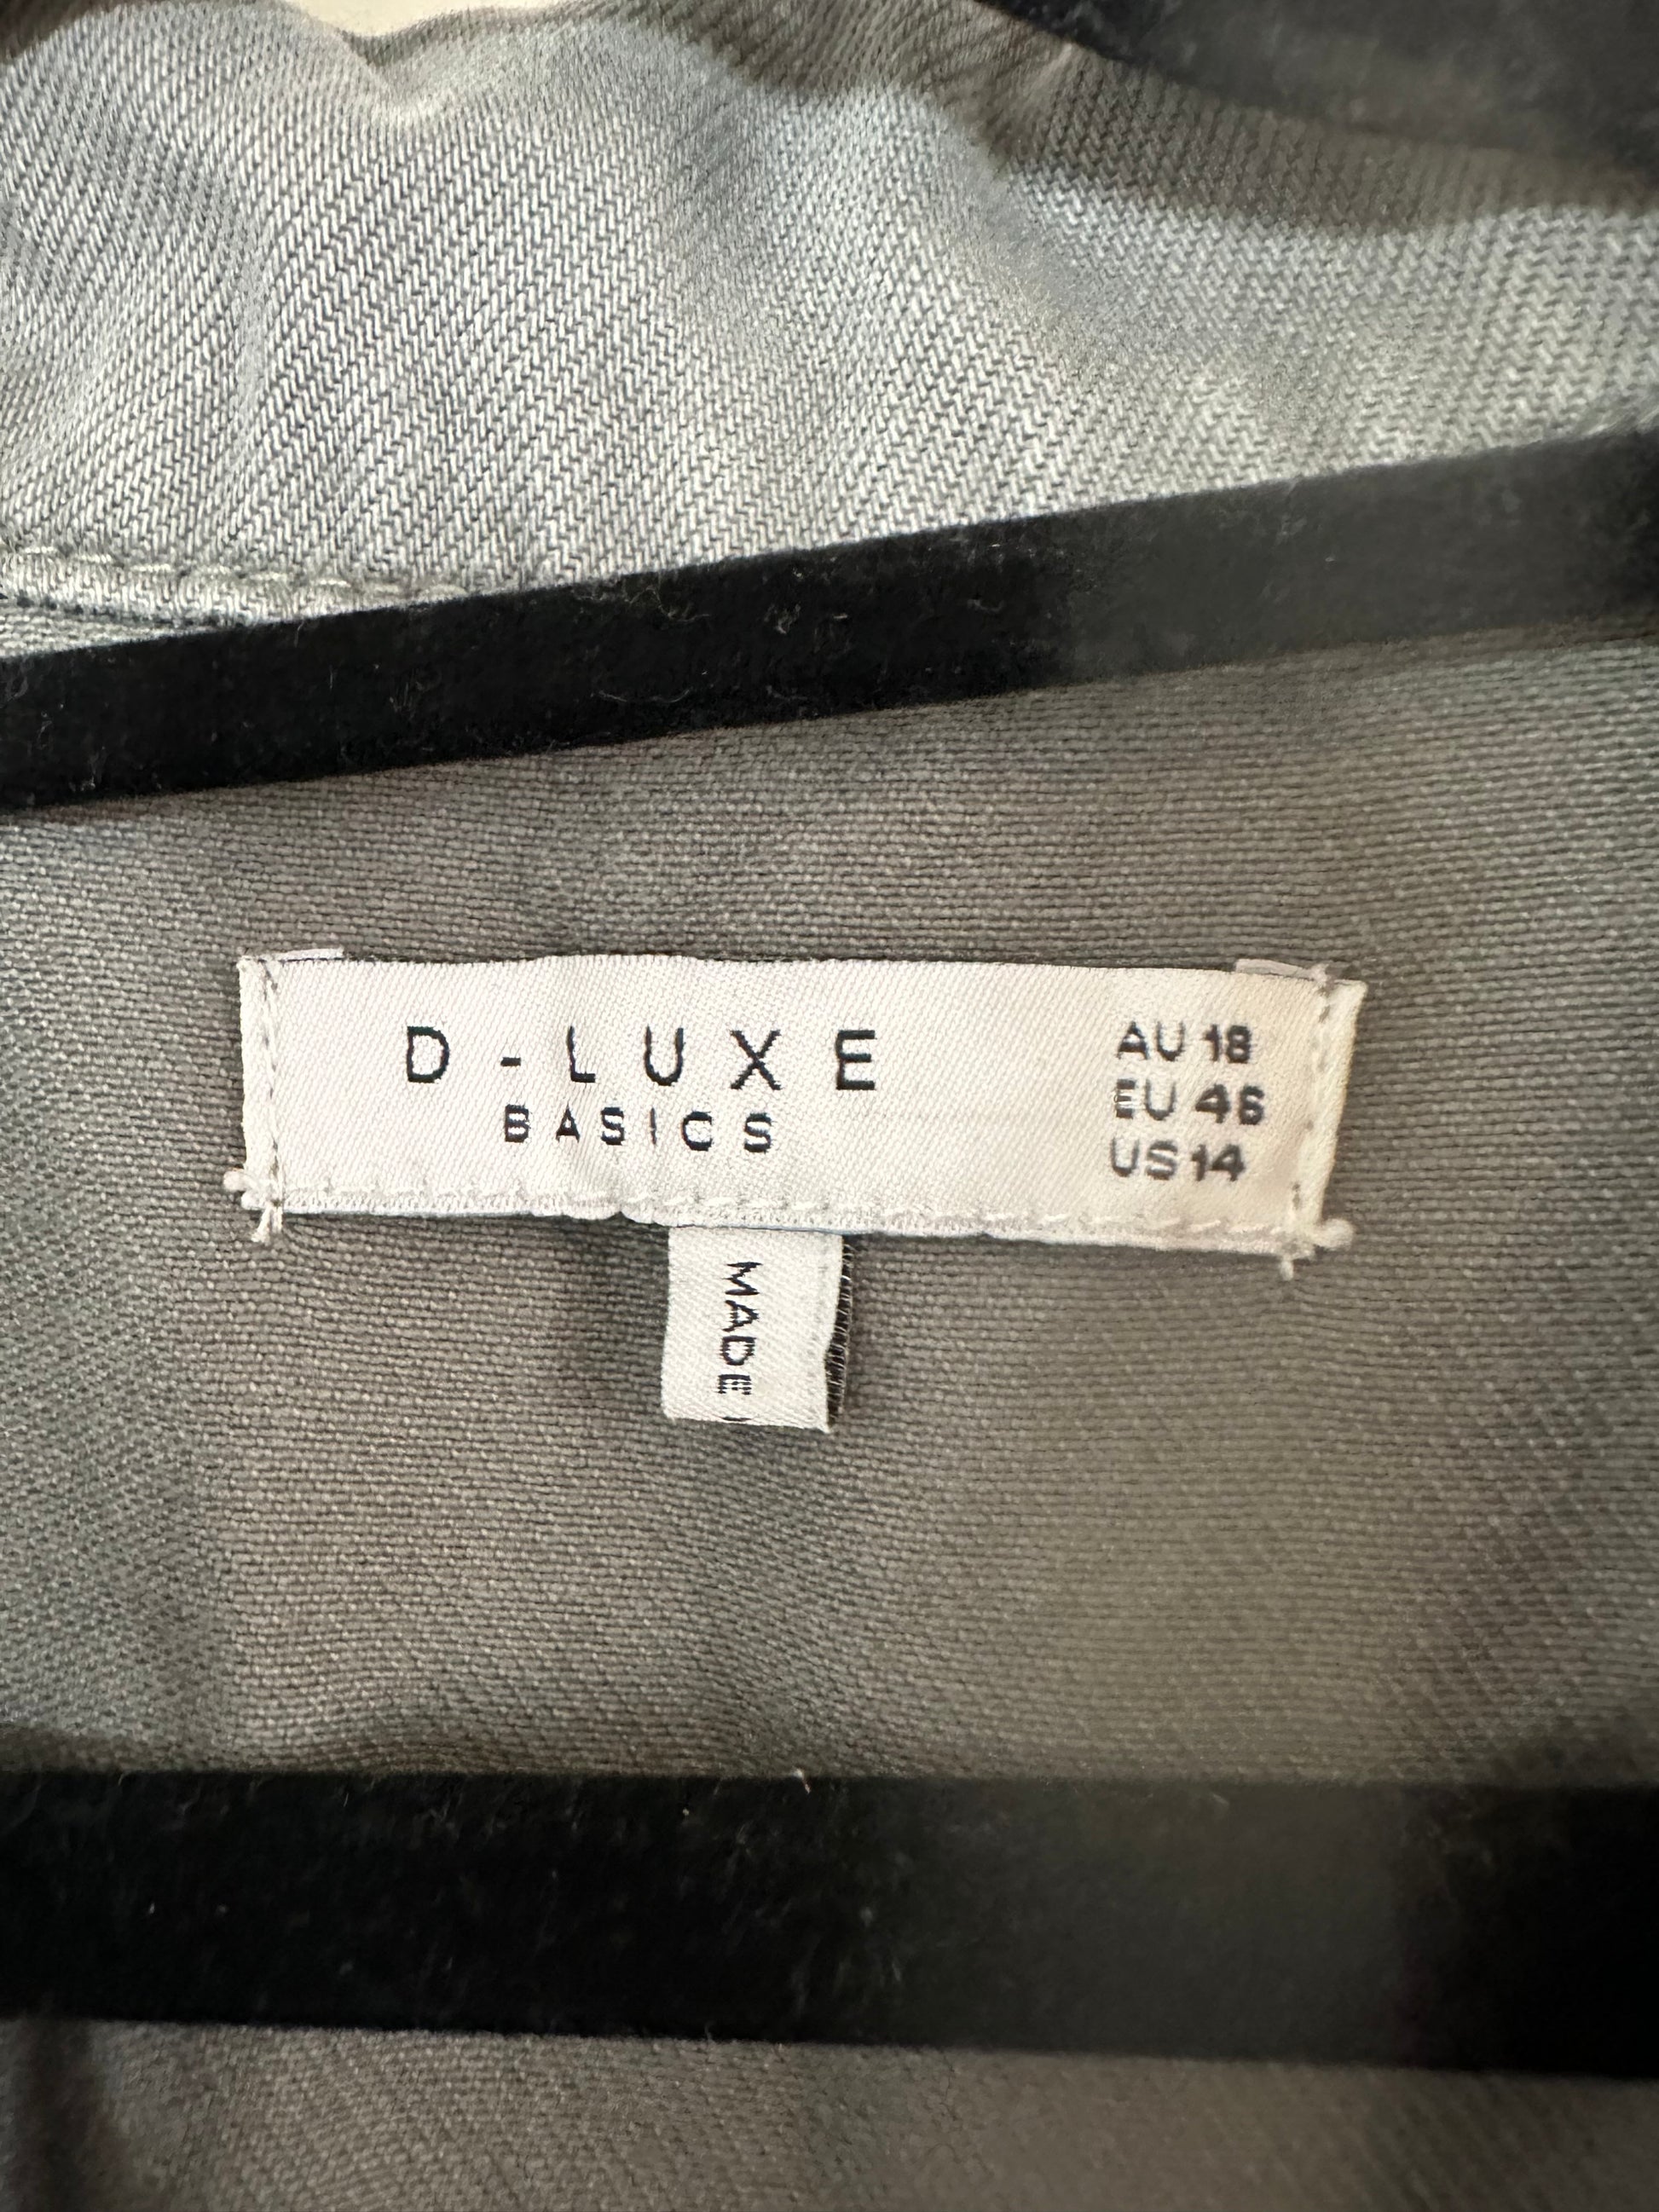 D-LUXE
BASICS
AU 18
EU 46
US 14
MADE